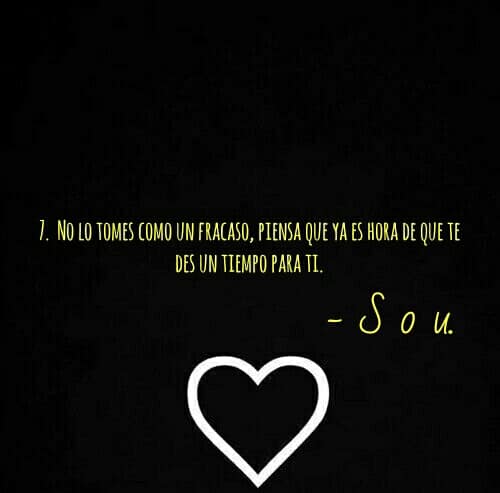 7. No lo tomes como un fracaso, piensa que ya es hora de que te
des un tiempo para ti.
- S o u.